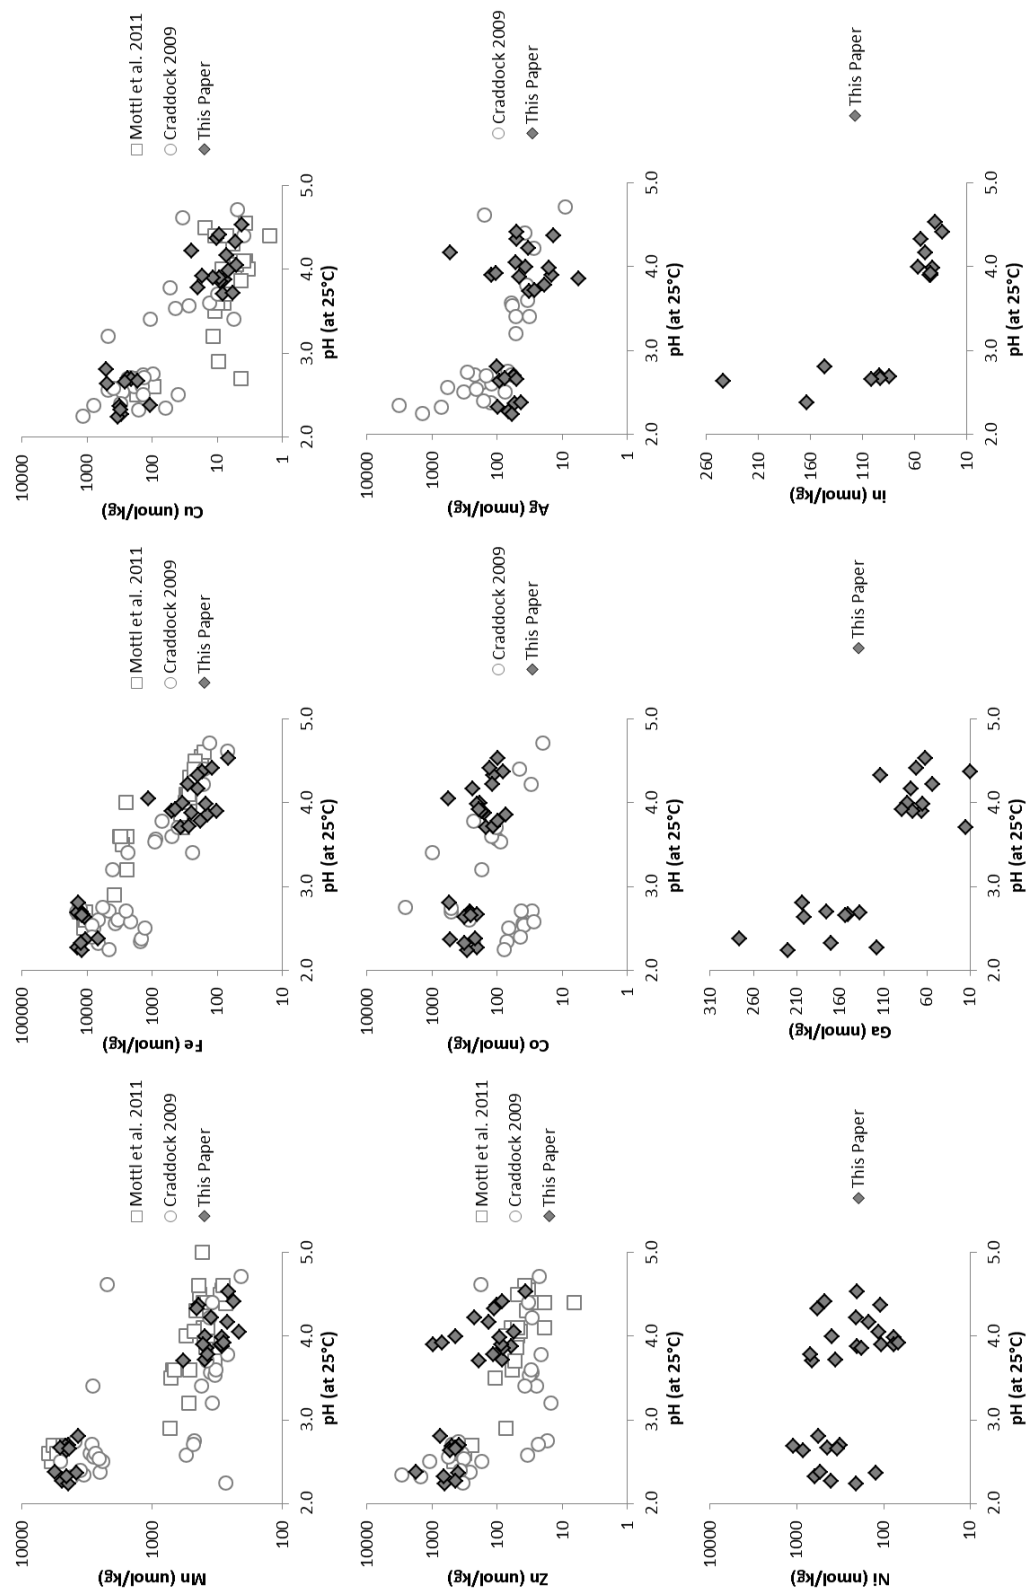 Mn (umol/kg)
10000
1000
100
2.0 3.0 4.0 5.0
pH (at 25°C)
Mottl et al. 2011
Craddock 2009
This Paper
Fe (umol/kg)
100000
10000
1000
100
10
2.0 3.0 4.0 5.0
pH (at 25°C)
Mottl et al. 2011
Craddock 2009
This Paper
Cu (umol/kg)
10000
1000
100
10
1
2.0 3.0 4.0 5.0
pH (at 25°C)
Mottl et al. 2011
Craddock 2009
This Paper
Zn (umol/kg)
10000
1000
100
10
1
2.0 3.0 4.0 5.0
pH (at 25°C)
Mottl et al. 2011
Craddock 2009
This Paper
Co (nmol/kg)
10000
1000
100
10
1
2.0 3.0 4.0 5.0
pH (at 25°C)
Craddock 2009
This Paper
Ag (nmol/kg)
10000
1000
100
10
1
2.0 3.0 4.0 5.0
pH (at 25°C)
Craddock 2009
This Paper
Ni (nmol/kg)
10000
1000
100
10
2.0 3.0 4.0 5.0
pH (at 25°C)
This Paper
Ga (nmol/kg)
310
260
210
160
110
60
10
2.0 3.0 4.0 5.0
pH (at 25°C)
This Paper
in (nmol/kg)
260
210
160
110
60
10
2.0 3.0 4.0 5.0
pH (at 25°C)
This Paper